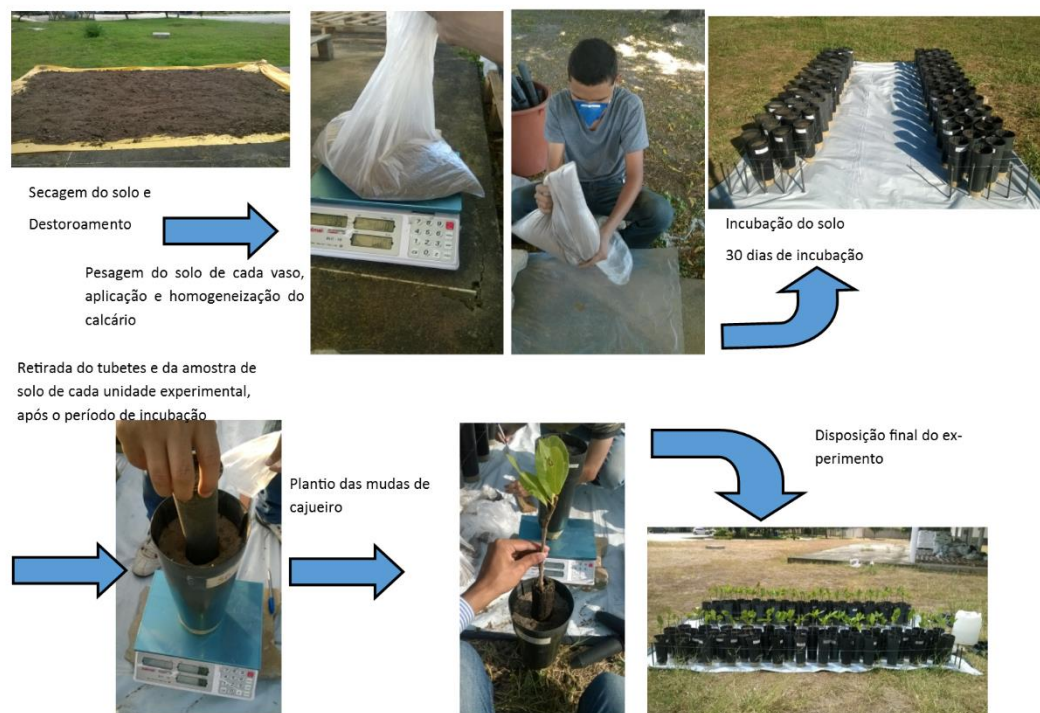 Secagem do solo e
Destoroamento
Pesagem do solo de cada vaso,
aplicação e homogeneização do
calcário
Incubação do solo
30 dias de incubação
Retirada do tubetes e da amostra de
solo de cada unidade experimental,
após o período de incubação
Plantio das mudas de
cajueiro
Disposição final do ex-
perimento